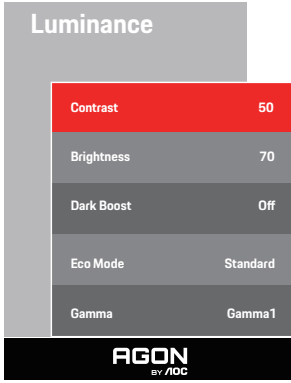 Luminance
Contrast 50
Brightness 70
Dark Boost Off
Eco Mode Standard
Gamma Gamma1
AGON
BY AOC